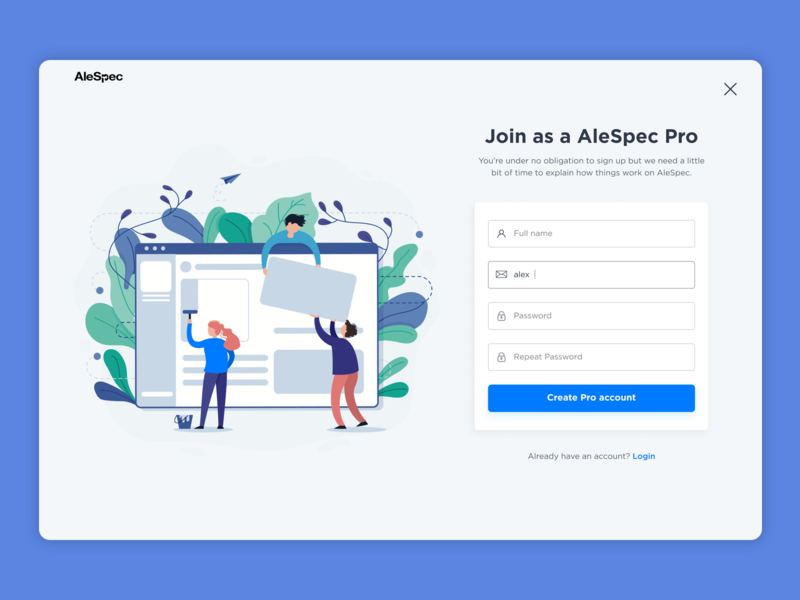 AleSpec
Join as a AleSpec Pro
You're under no obligation to sign up but we need a little
bit of time to explain how things work on AleSpec.
Full name
alex
Password
Repeat Password
Create Pro account
Already have an account? Login